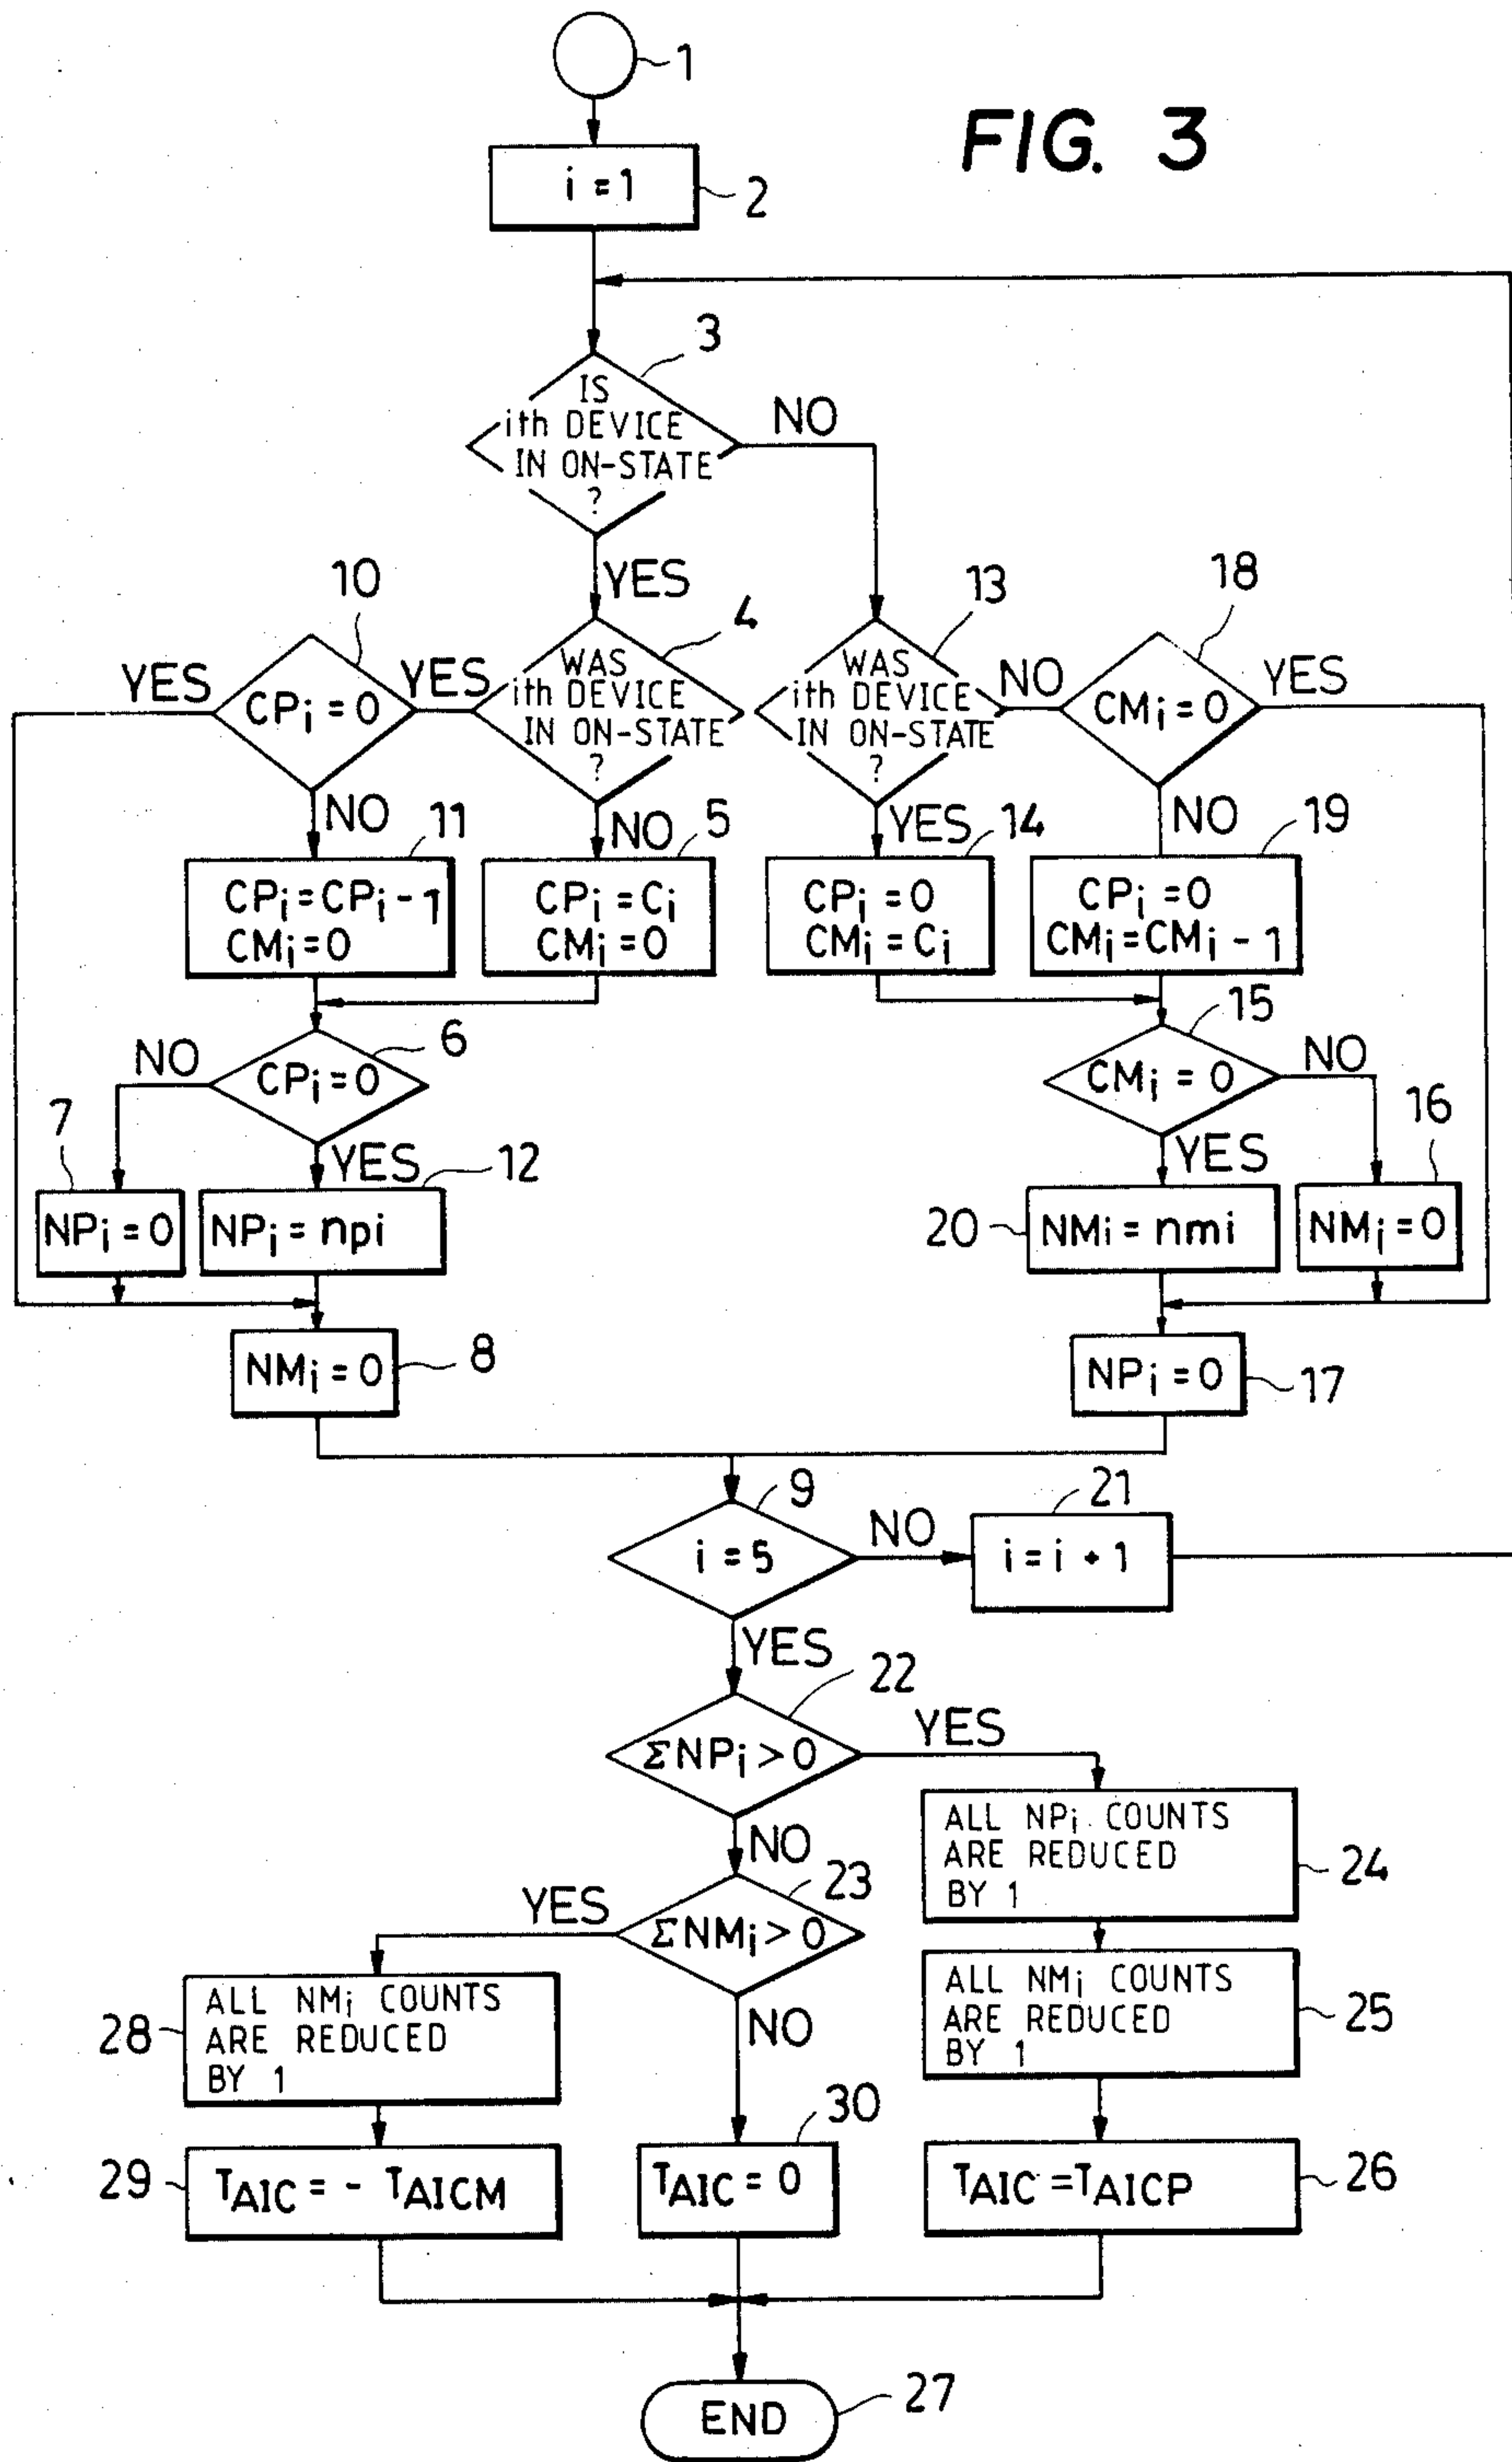 1
FIG. 3
i = 1
2
3
IS
ith DEVICE
IN ON-STATE
?
NO
YES
10
4
13
18
YES
CPi = 0
YES
WAS
ith DEVICE
IN ON-STATE
?
WAS
ith DEVICE
IN ON-STATE
?
NO
CMi = 0
YES
NO
11
NO
5
YES
14
NO
19
CPi = CPi - 1
CMi = 0
CPi = Ci
CMi = 0
CPi = 0
CMi = Ci
CPi = 0
CMi = CMi - 1
NO
6
CPi = 0
15
CMi = 0
NO
7
YES
12
YES
16
NPi = 0
NPi = npi
20
NMi = nmi
NMi = 0
NMi = 0
8
NPi = 0
17
9
21
i = 5
NO
i = i + 1
YES
22
ΣNPi > 0
YES
ALL NPi COUNTS
ARE REDUCED
BY 1
24
NO
23
YES
ΣNMi > 0
ALL NMi COUNTS
ARE REDUCED
BY 1
25
28
ALL NMi COUNTS
ARE REDUCED
BY 1
NO
30
29
TAIC = - TAICM
TAIC = 0
TAIC = TAICP
26
END
27